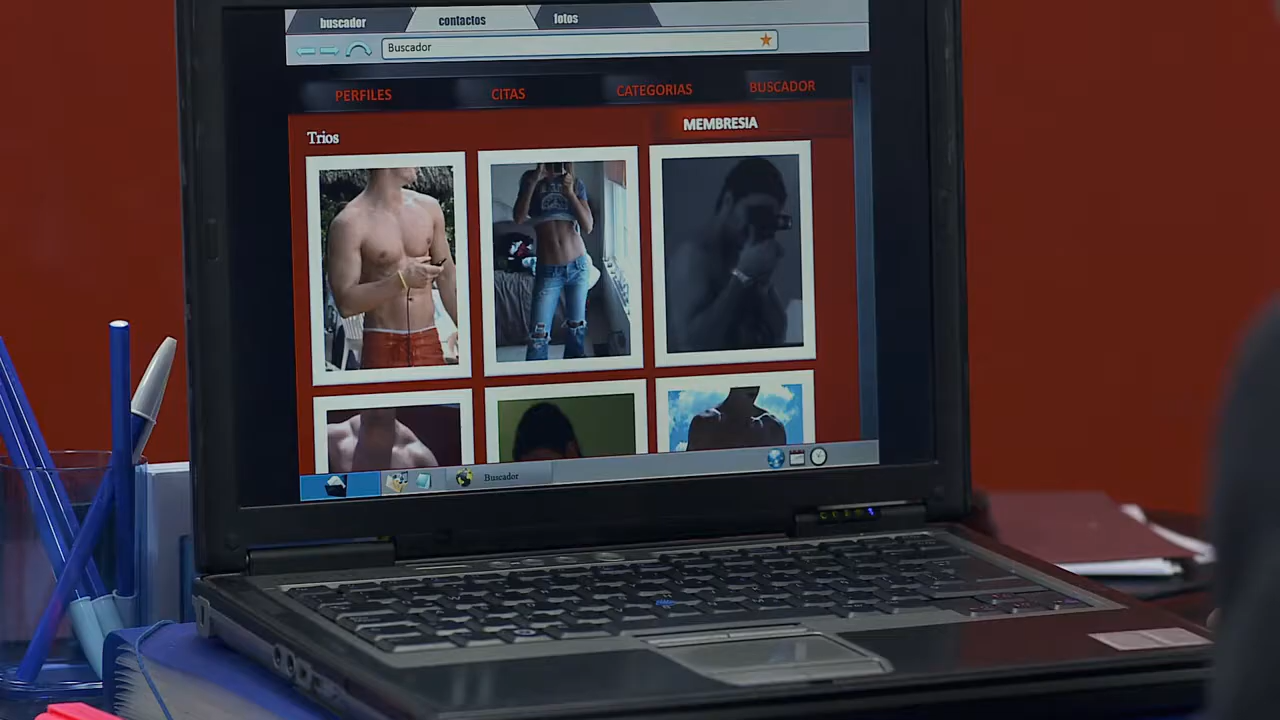 buscador contactos fotos
Buscador
PERFILES CITAS CATEGORIAS BUSCADOR
Trios MEMBRESIA
Buscador